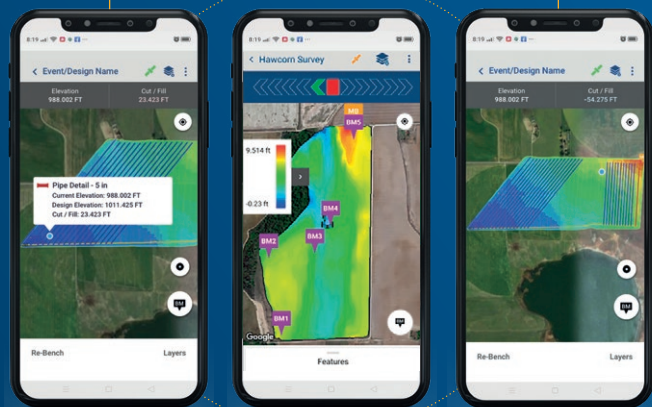 8:19
Event/Design Name
Elevation
988.002 FT
Cut / Fill
23.423 FT
Pipe Detail - 5 in
Current Elevation: 988.002 FT
Design Elevation: 1011.425 FT
Cut / Fill: 23.423 FT
BM
Re-Bench
Layers
8:19
Hawcorn Survey
9.514 ft
-0.23 ft
MB
BM5
BM4
BM3
BM2
BM1
BM
Google
Features
8:19
Event/Design Name
Elevation
988.002 FT
Cut / Fill
-54.275 FT
BM
Re-Bench
Layers